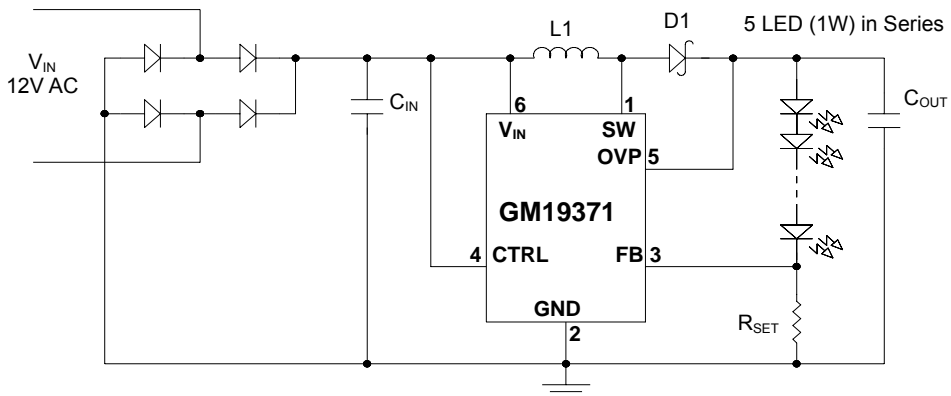 L1
D1
5 LED (1W) in Series
VIN
12V AC
CIN
COUT
6
1
VIN
SW
OVP 5
GM19371
4 CTRL
FB 3
GND
2
RSET